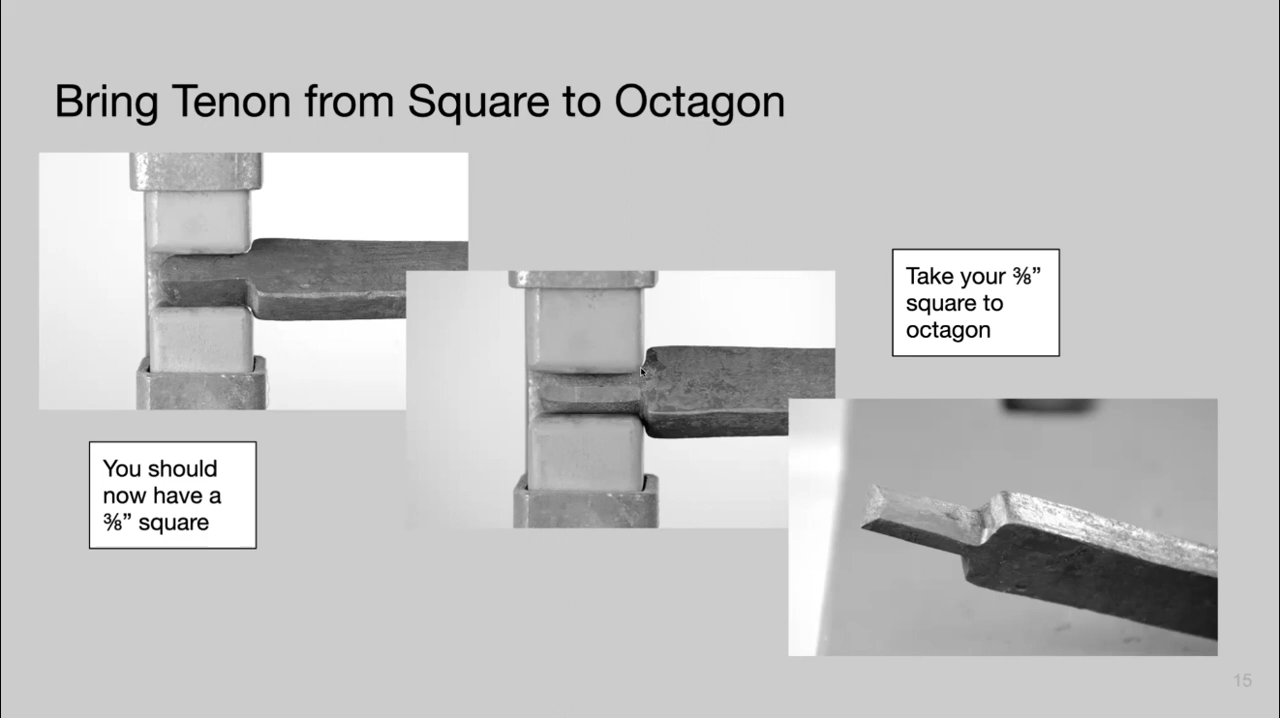 Bring Tenon from Square to Octagon
You should
now have a
⅜” square
Take your ⅜”
square to
octagon
15